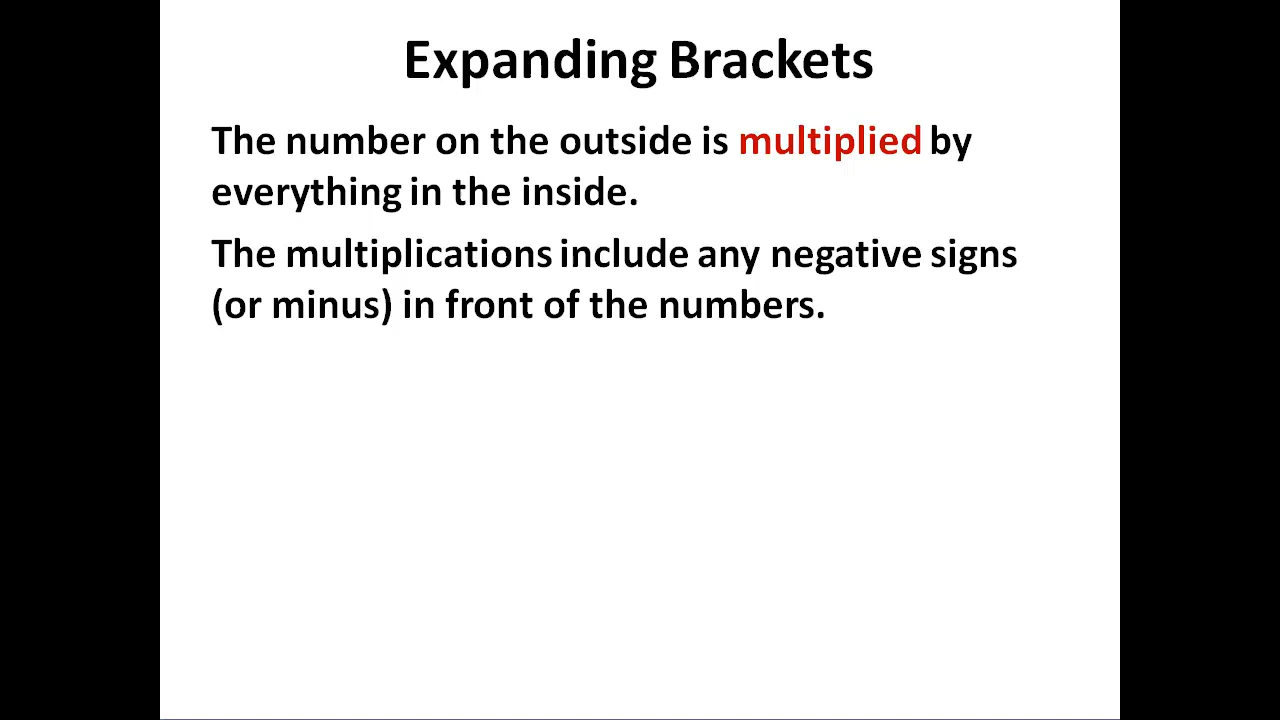 Expanding Brackets
The number on the outside is multiplied by
everything in the inside.
The multiplications include any negative signs
(or minus) in front of the numbers.